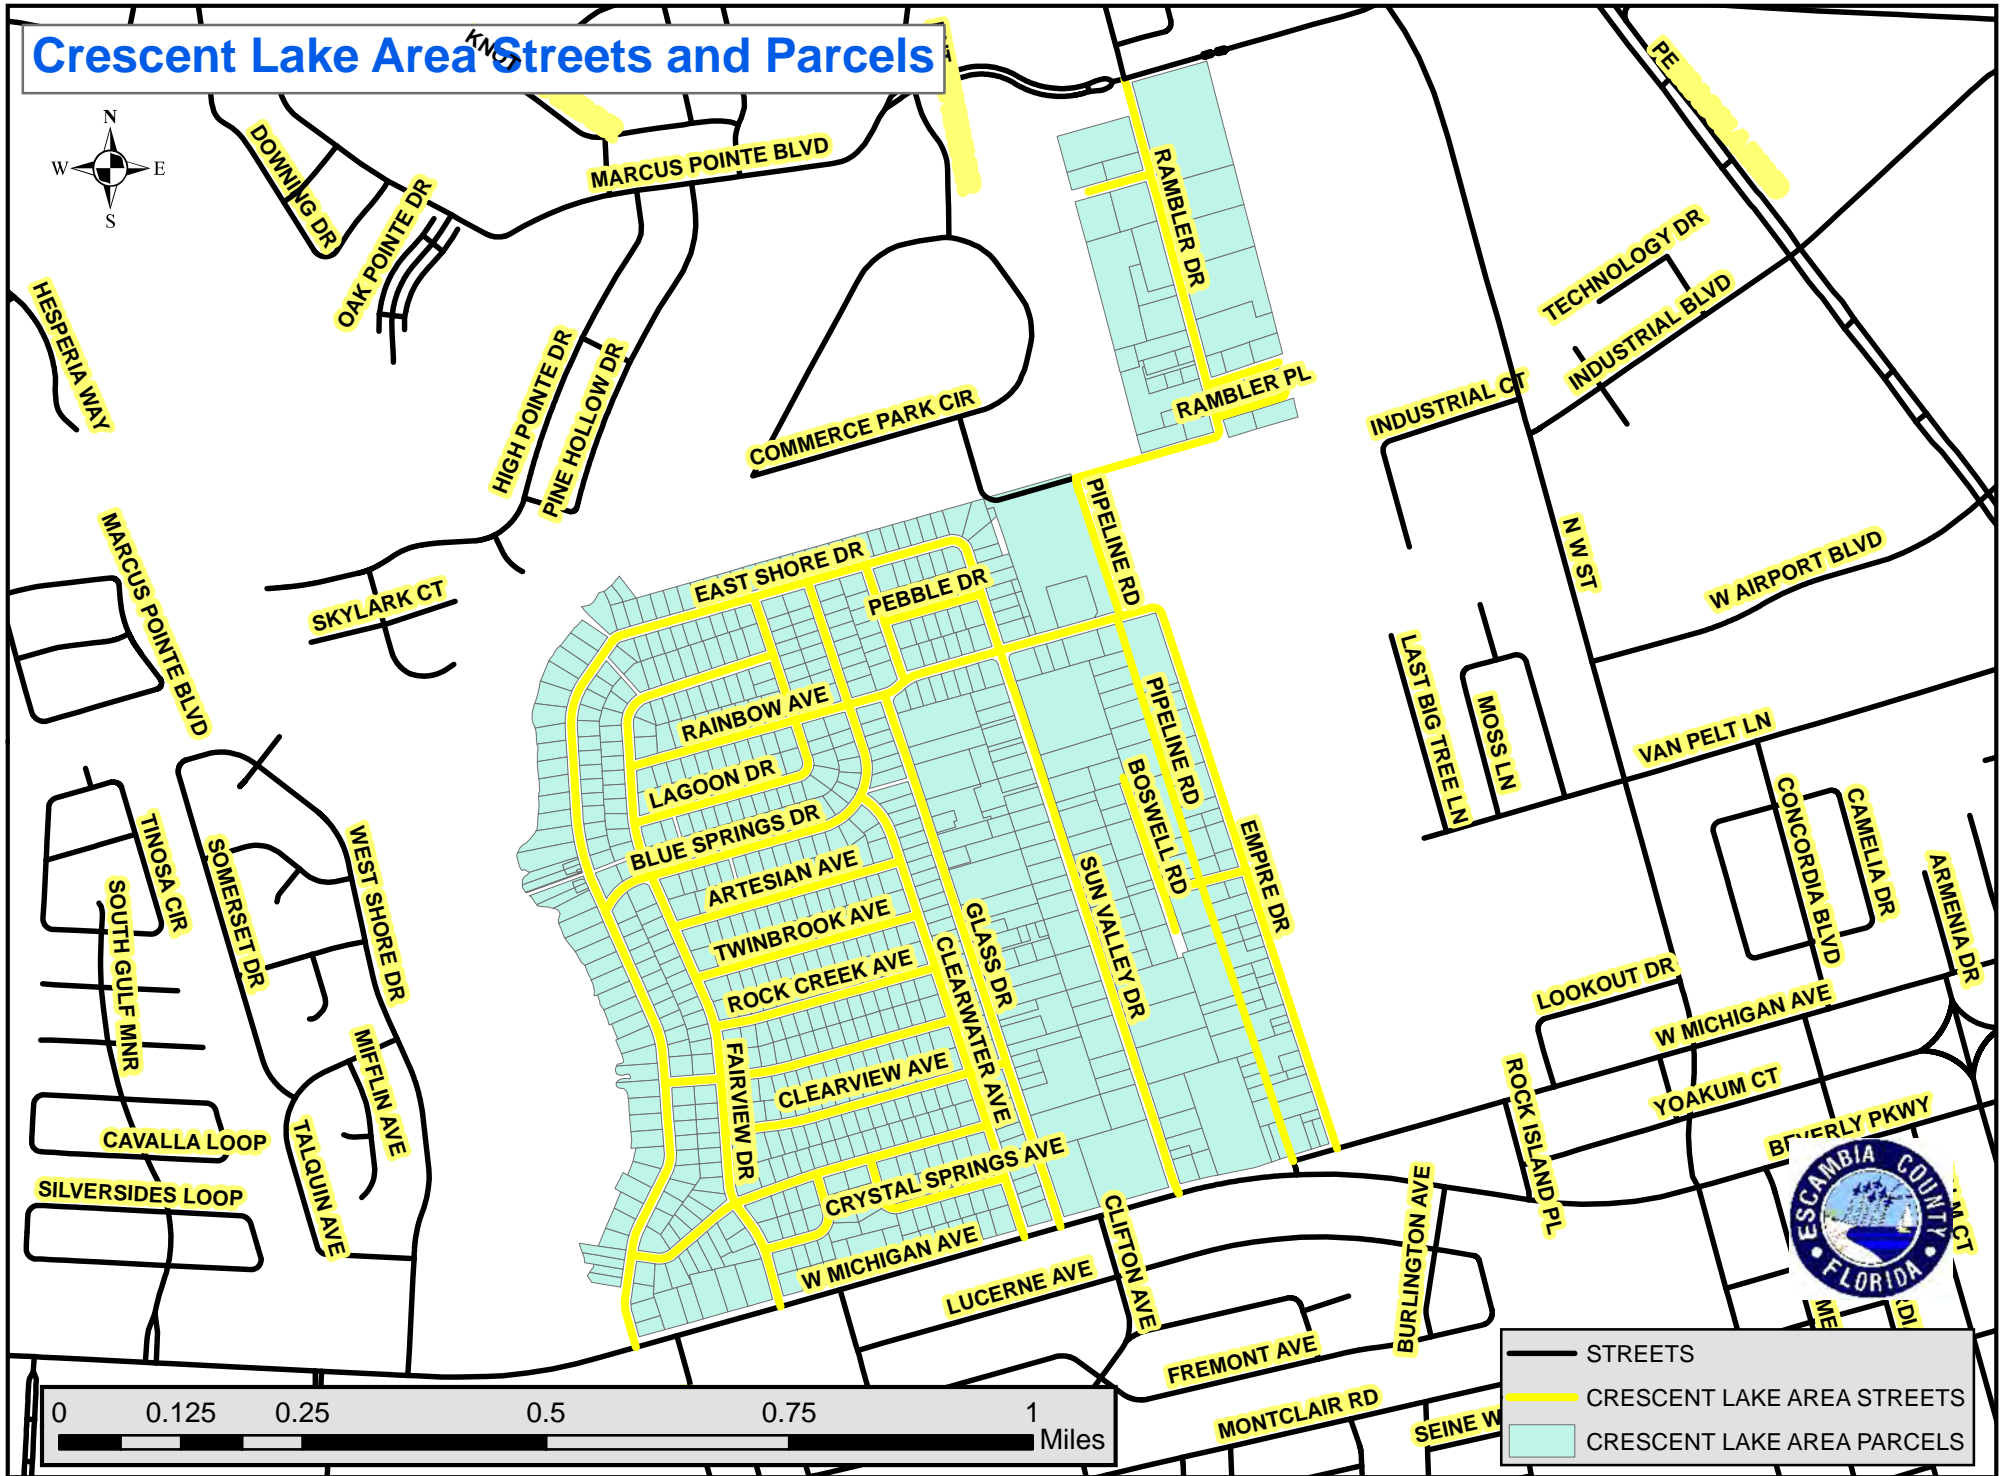 Crescent Lake Area Streets and Parcels
KNOT
N
W
E
S
DOWNING DR
OAK POINTE DR
MARCUS POINTE BLVD
HESPERIA WAY
HIGH POINTE DR
PINE HOLLOW DR
COMMERCE PARK CIR
RAMBLER DR
RAMBLER PL
PE
TECHNOLOGY DR
INDUSTRIAL BLVD
INDUSTRIAL CT
N W ST
W AIRPORT BLVD
MARCUS POINTE BLVD
SKYLARK CT
EAST SHORE DR
PEBBLE DR
PIPELINE RD
RAINBOW AVE
LAGOON DR
BLUE SPRINGS DR
ARTESIAN AVE
TWINBROOK AVE
ROCK CREEK AVE
CLEARVIEW AVE
CRYSTAL SPRINGS AVE
FAIRVIEW DR
CLEARWATER AVE
GLASS DR
SUN VALLEY DR
BOSWELL RD
PIPELINE RD
EMPIRE DR
LAST BIG TREE LN
MOSS LN
VAN PELT LN
CONCORDIA BLVD
CAMELIA DR
ARMENIA DR
LOOKOUT DR
W MICHIGAN AVE
YOAKUM CT
BEVERLY PKWY
ROCK ISLAND PL
TINOSA CIR
SOUTH GULF MNR
SOMERSET DR
WEST SHORE DR
MIFFLIN AVE
TALQUIN AVE
CAVALLA LOOP
SILVERSIDES LOOP
W MICHIGAN AVE
LUCERNE AVE
CLIFTON AVE
BURLINGTON AVE
FREMONT AVE
MONTCLAIR RD
SEINE W
M CT
ME
RDI
ESCAMBIA COUNTY
FLORIDA
0 0.125 0.25 0.5 0.75 1
Miles
STREETS
CRESCENT LAKE AREA STREETS
CRESCENT LAKE AREA PARCELS